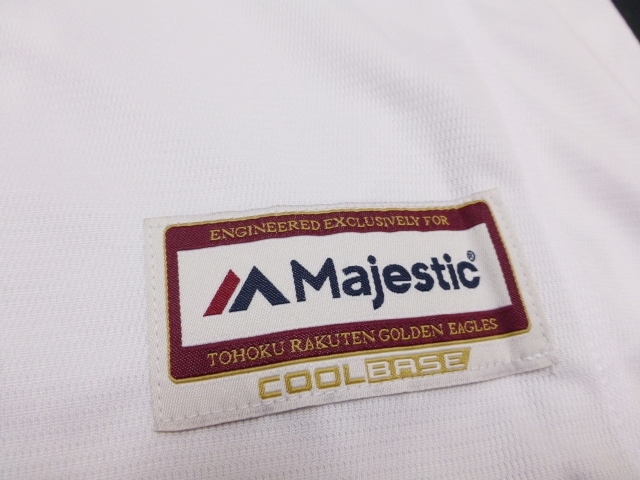 ENGINEERED EXCLUSIVELY FOR
Majestic®
TOHOKU RAKUTEN GOLDEN EAGLES
COOLBASE